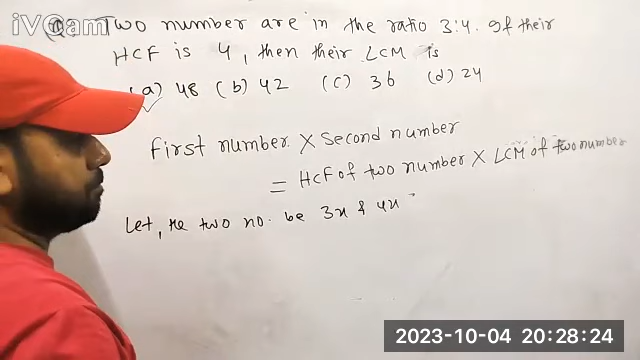 iVCam
Two number are in the ratio 3:4. If their
HCF is 4, then their LCM is
(a) 48 (b) 42 (c) 36 (d) 24
First number × Second number
= HCF of two number × LCM of two number
Let, the two no. be 3x & 4x
2023-10-04 20:28:24